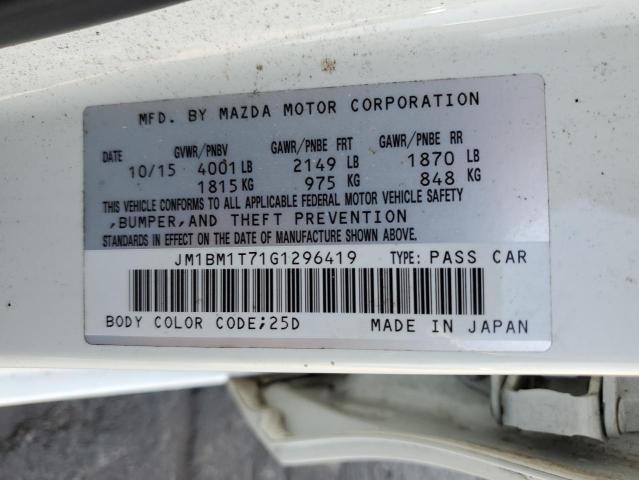 MFD. BY MAZDA MOTOR CORPORATION
DATE GVWR/PNBV GAWR/PNBE FRT GAWR/PNBE RR
10/15 4001 LB 2149 LB 1870 LB
1815 KG 975 KG 848 KG
THIS VEHICLE CONFORMS TO ALL APPLICABLE FEDERAL MOTOR VEHICLE SAFETY
,BUMPER,AND THEFT PREVENTION
STANDARDS IN EFFECT ON THE DATE OF MANUFACTURE SHOWN ABOVE.
JM1BM1T71G1296419 TYPE: PASS CAR
BODY COLOR CODE;25D MADE IN JAPAN